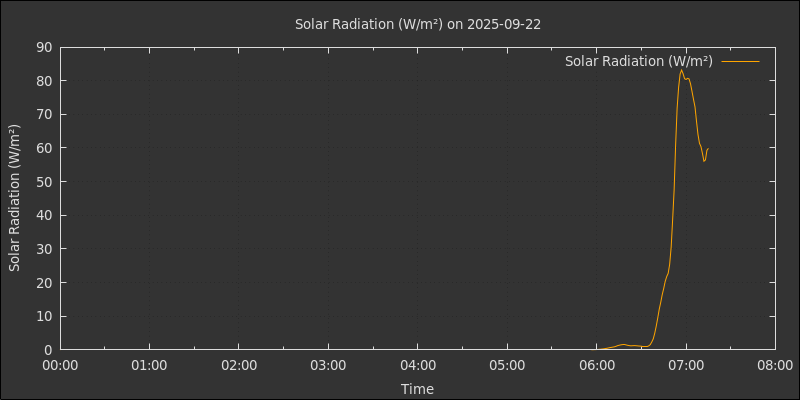 Solar Radiation (W/m²) on 2025-09-22
Solar Radiation (W/m²)
90
80
70
60
50
40
30
20
10
0
Solar Radiation (W/m²)
00:00 01:00 02:00 03:00 04:00 05:00 06:00 07:00 08:00
Time